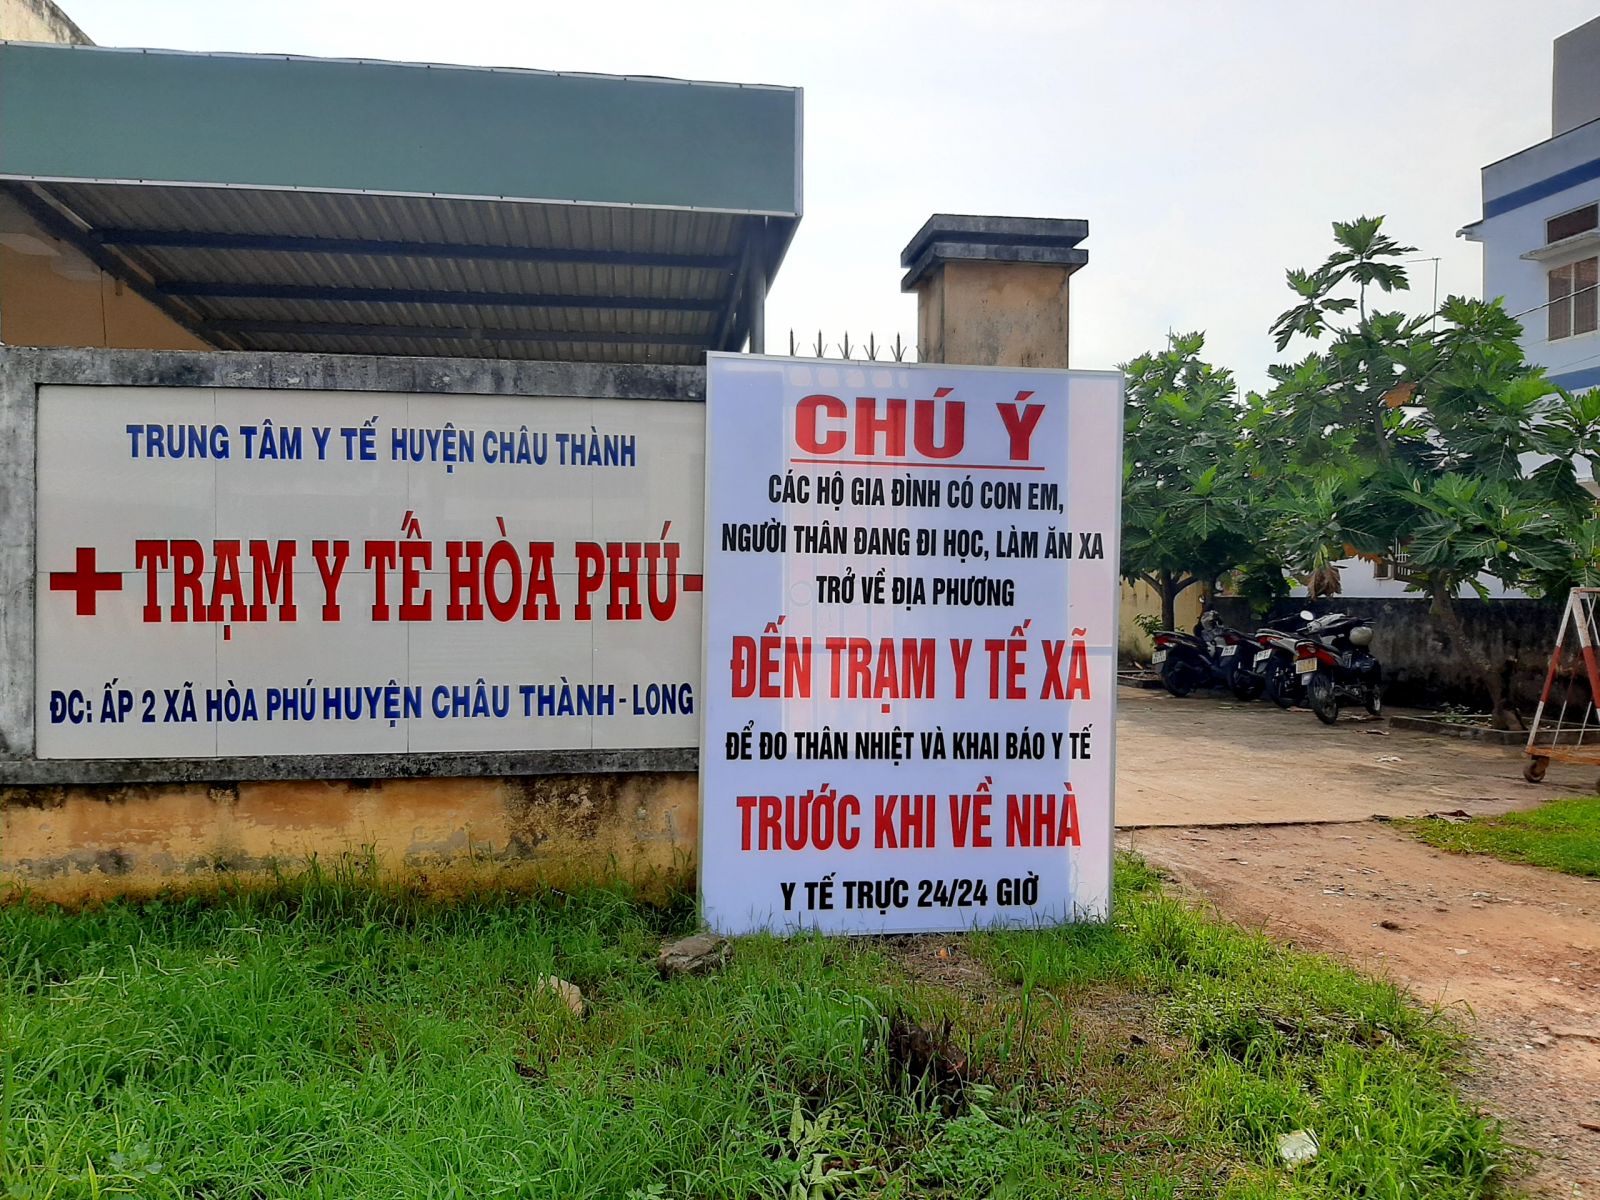 TRUNG TÂM Y TẾ HUYỆN CHÂU THÀNH
TRẠM Y TẾ HÒA PHÚ
ĐC: ẤP 2 XÃ HÒA PHÚ HUYỆN CHÂU THÀNH - LONG
CHÚ Ý
CÁC HỘ GIA ĐÌNH CÓ CON EM,
NGƯỜI THÂN ĐANG ĐI HỌC, LÀM ĂN XA
TRỞ VỀ ĐỊA PHƯƠNG
ĐẾN TRẠM Y TẾ XÃ
ĐỂ ĐO THÂN NHIỆT VÀ KHAI BÁO Y TẾ
TRƯỚC KHI VỀ NHÀ
Y TẾ TRỰC 24/24 GIỜ